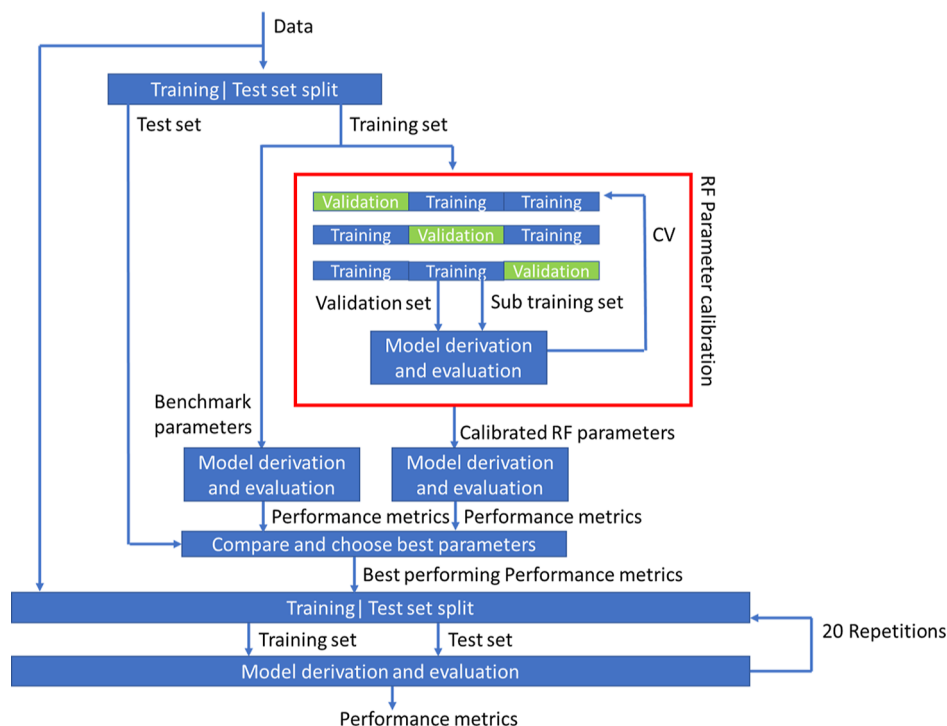 Data
Training| Test set split
Test set
Training set
RF Parameter calibration
Validation Training Training
CV
Training Validation Training
Training Training Validation
Validation set
Sub training set
Model derivation
and evaluation
Benchmark
parameters
Calibrated RF parameters
Model derivation
and evaluation
Model derivation
and evaluation
Performance metrics
Performance metrics
Compare and choose best parameters
Best performing Performance metrics
Training| Test set split
20 Repetitions
Training set
Test set
Model derivation and evaluation
Performance metrics